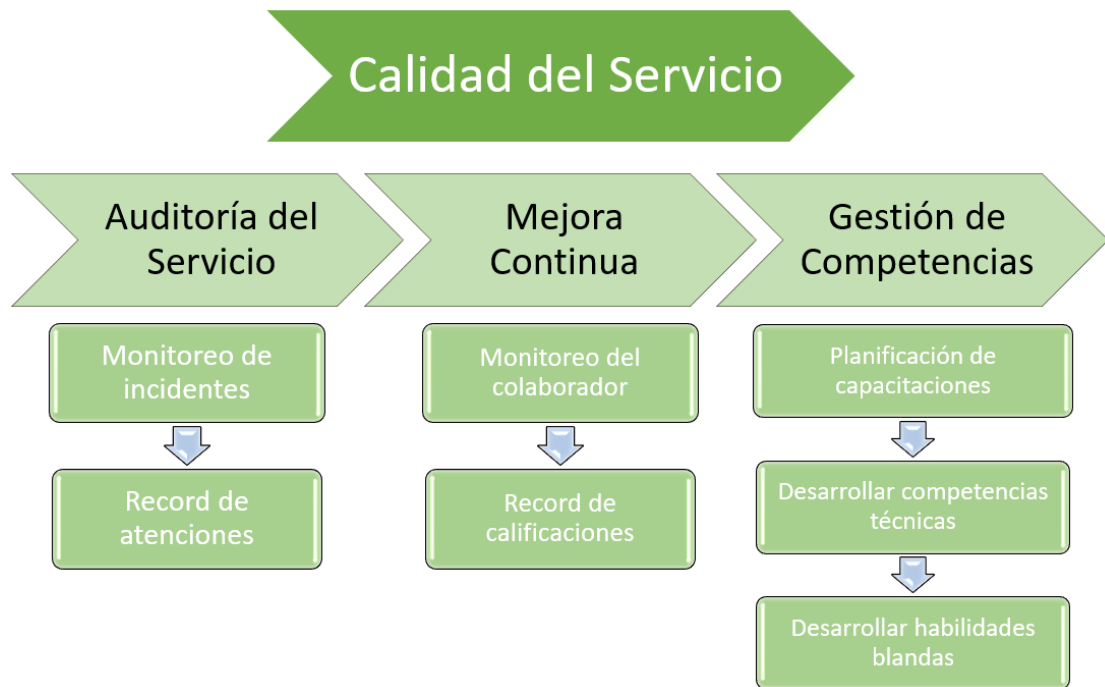 Calidad del Servicio
Auditoría del
Servicio
Mejora
Continua
Gestión de
Competencias
Monitoreo de
incidentes
Record de
atenciones
Monitoreo del
colaborador
Record de
calificaciones
Planificación de
capacitaciones
Desarrollar competencias
técnicas
Desarrollar habilidades
blandas